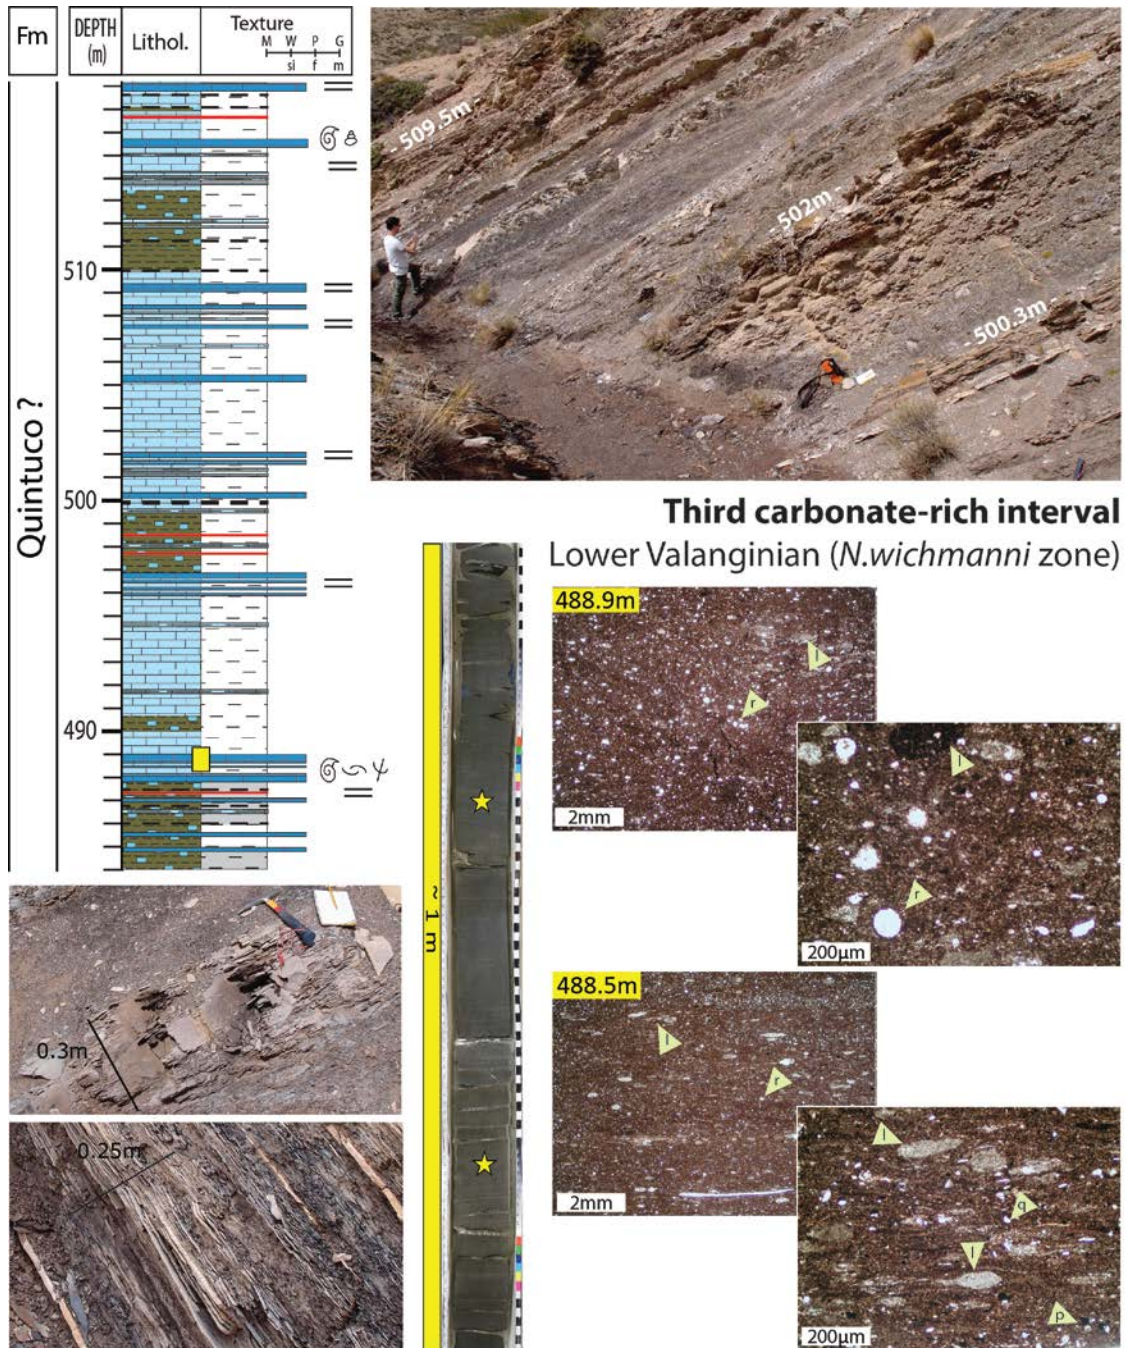 Fm
DEPTH
(m)
Lithol.
Texture
M W P G
si f m
510
500
490
Quintuco ?
- 509.5m -
- 502m -
- 500.3m -
Third carbonate-rich interval
Lower Valanginian (N.wichmanni zone)
~ 1 m
488.9m
l
r
2mm
l
r
200µm
488.5m
l
r
2mm
l
q
l
p
200µm
0.3m
0.25m